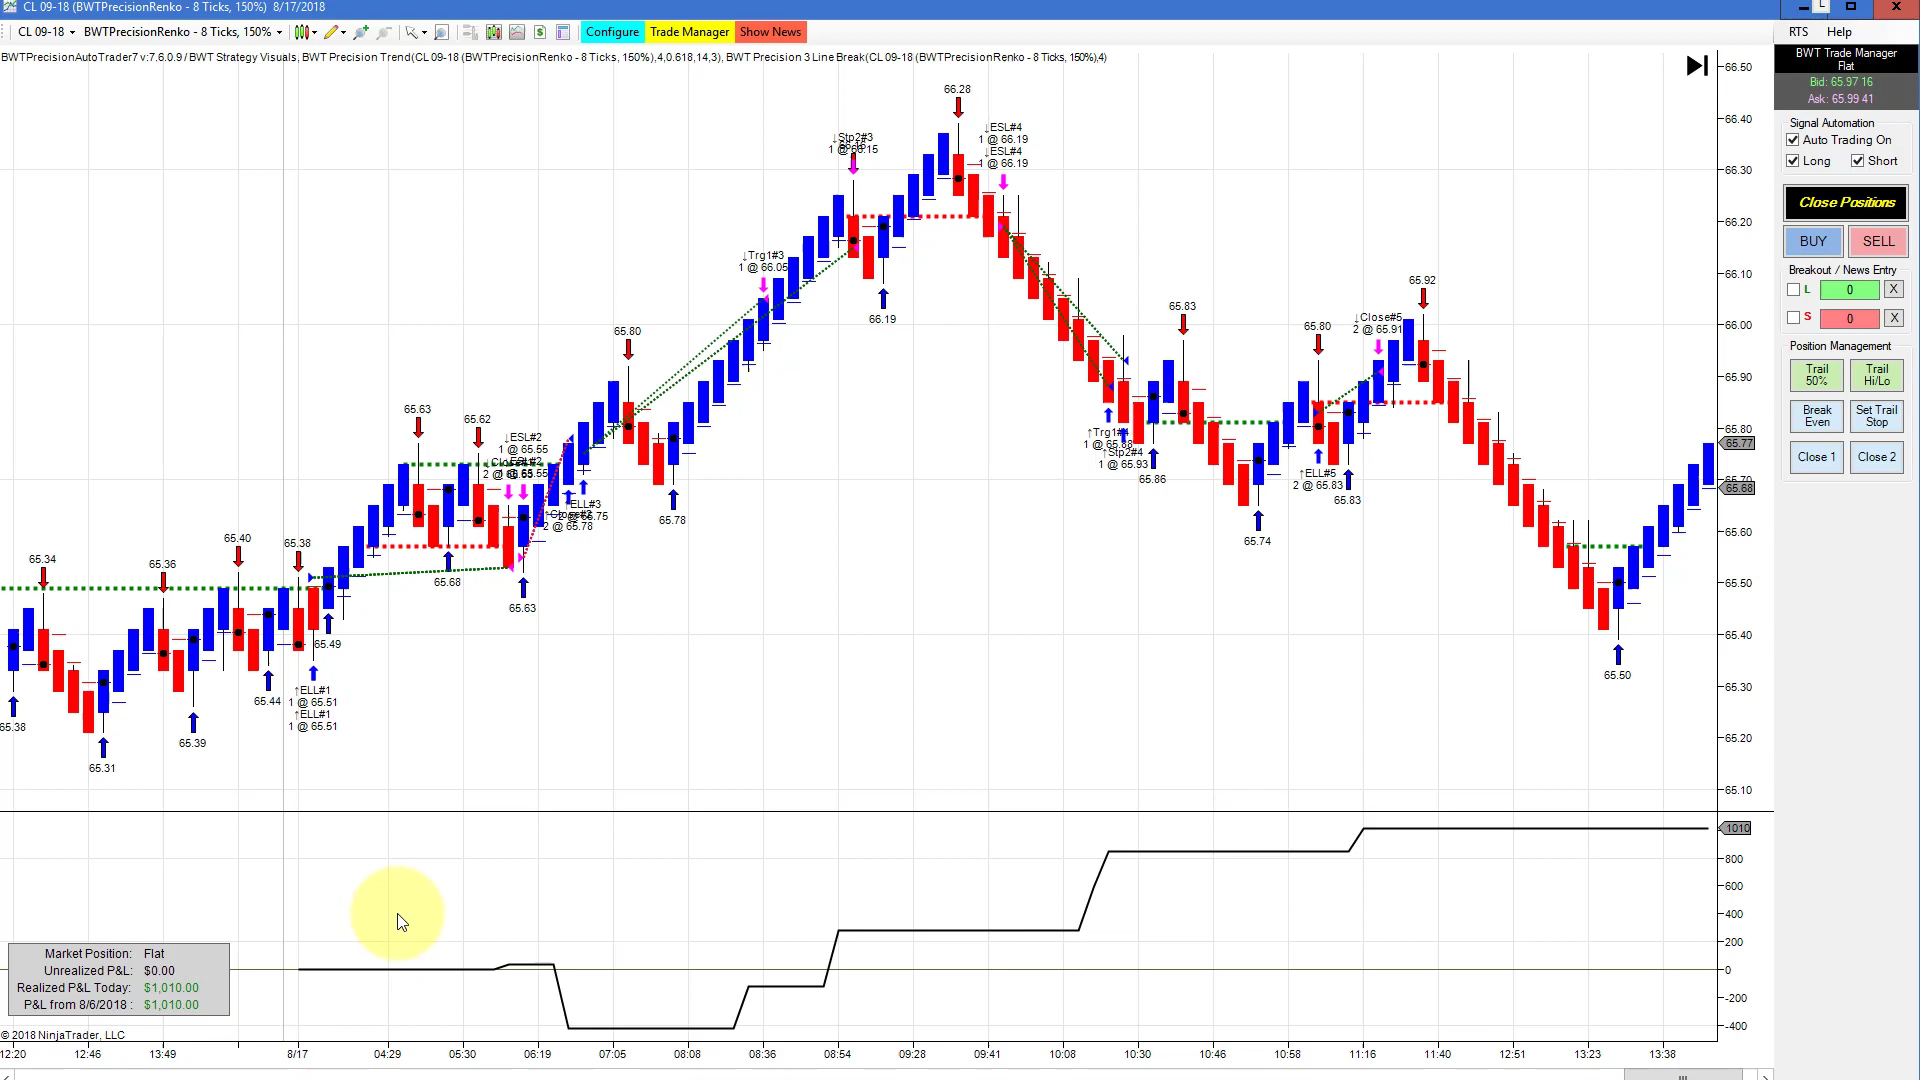 CL 09-18 (BWTPrecisionRenko - 8 Ticks, 150%)  8/17/2018
CL 09-18 BWTPrecisionRenko - 8 Ticks, 150% Configure Trade Manager Show News
RTS Help
BWTPrecisionAutoTrader7 v:7.6.0.9/ BWT Strategy Visuals, BWT Precision Trend(CL 09-18 (BWTPrecisionRenko - 8 Ticks, 150%),4,0.618,14,3), BWT Precision 3 Line Break(CL 09-18 (BWTPrecisionRenko - 8 Ticks, 150%),4)
BWT Trade Manager
Flat
Bid: 65.97 16
Ask: 65.99 41
Signal Automation
Auto Trading On
Long Short
Close Positions
BUY SELL
Breakout / News Entry
L 0 X
S 0 X
Position Management
Trail 50%
Trail Hi/Lo
Break Even
Set Trail Stop
Close 1 Close 2
66.50
66.40
66.30
66.20
66.10
66.00
65.90
65.80
65.77
65.68
65.60
65.50
65.40
65.30
65.20
65.10
66.28
↓Stp2#3
1 @ 66.15
↓ESL#4
1 @ 66.19
↓ESL#4
1 @ 66.19
↓Trg1#3
1 @ 66.05
66.19
65.80
65.83
65.80
↓Close#5
2 @ 65.91
65.92
65.63
65.62
↓ESL#2
1 @ 65.55
65.34
65.36
65.40
65.38
65.68
65.63
↑ELL#3
2 @ 65.78
65.78
↑Trg1#4
1 @ 65.88
↑Stp2#4
1 @ 65.93
65.86
65.74
↑ELL#5
2 @ 65.83
65.83
65.50
65.38
65.31
65.39
65.44
65.49
↑ELL#1
1 @ 65.51
↑ELL#1
1 @ 65.51
1010
800
600
400
200
0
-200
-400
Market Position: Flat
Unrealized P&L: $0.00
Realized P&L Today: $1,010.00
P&L from 8/6/2018 : $1,010.00
© 2018 NinjaTrader, LLC
12:20 12:46 13:49 8/17 04:29 05:30 06:19 07:05 08:08 08:36 08:54 09:28 09:41 10:08 10:30 10:46 10:58 11:16 11:40 12:51 13:23 13:38